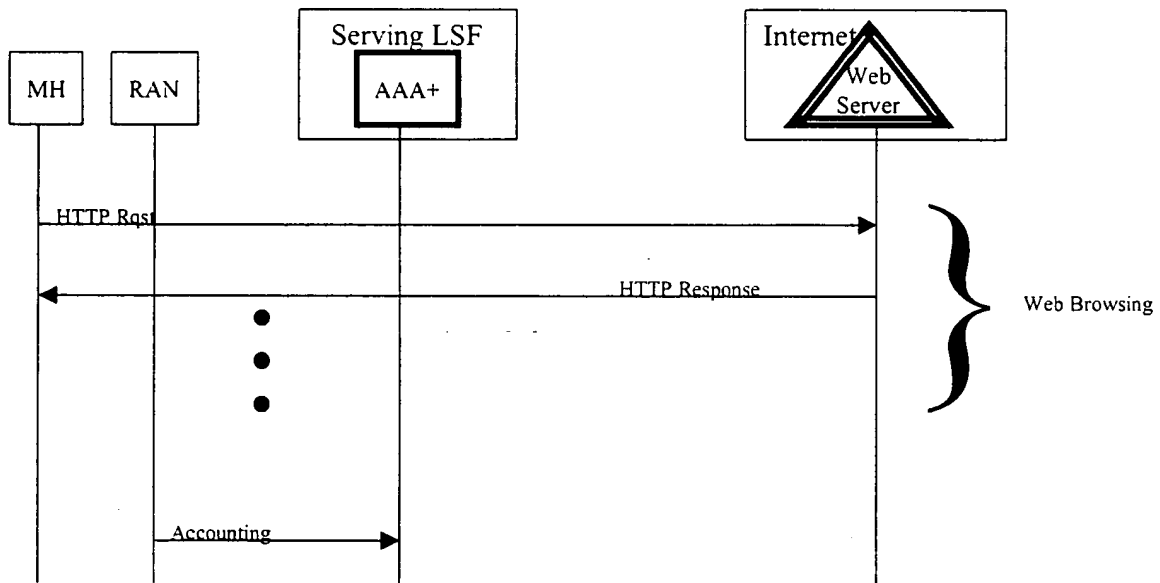 Serving LSF
Internet
MH
RAN
AAA+
Web
Server
HTTP Rqst
HTTP Response
Web Browsing
Accounting